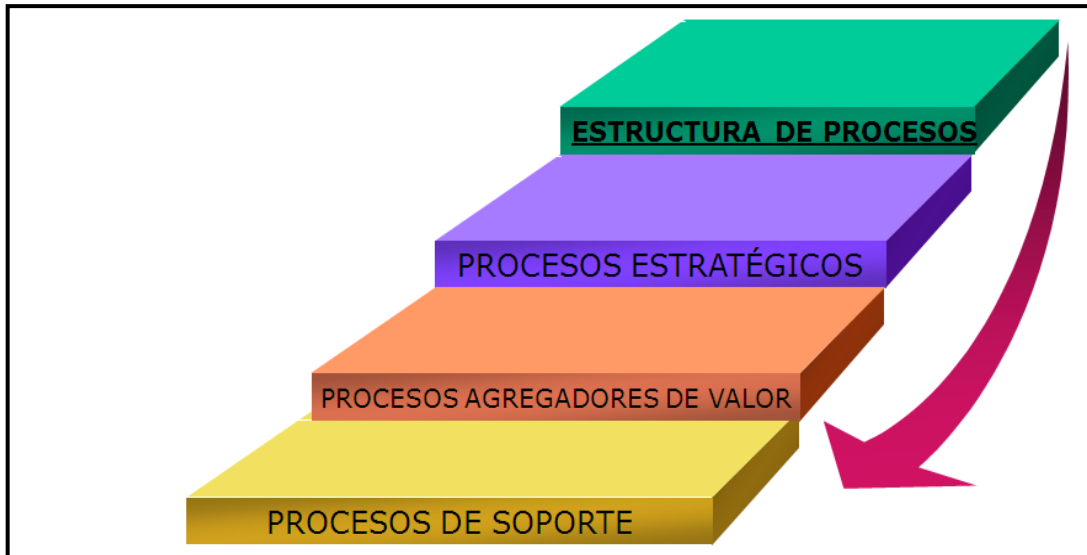 ESTRUCTURA DE PROCESOS
PROCESOS ESTRATÉGICOS
PROCESOS AGREGADORES DE VALOR
PROCESOS DE SOPORTE